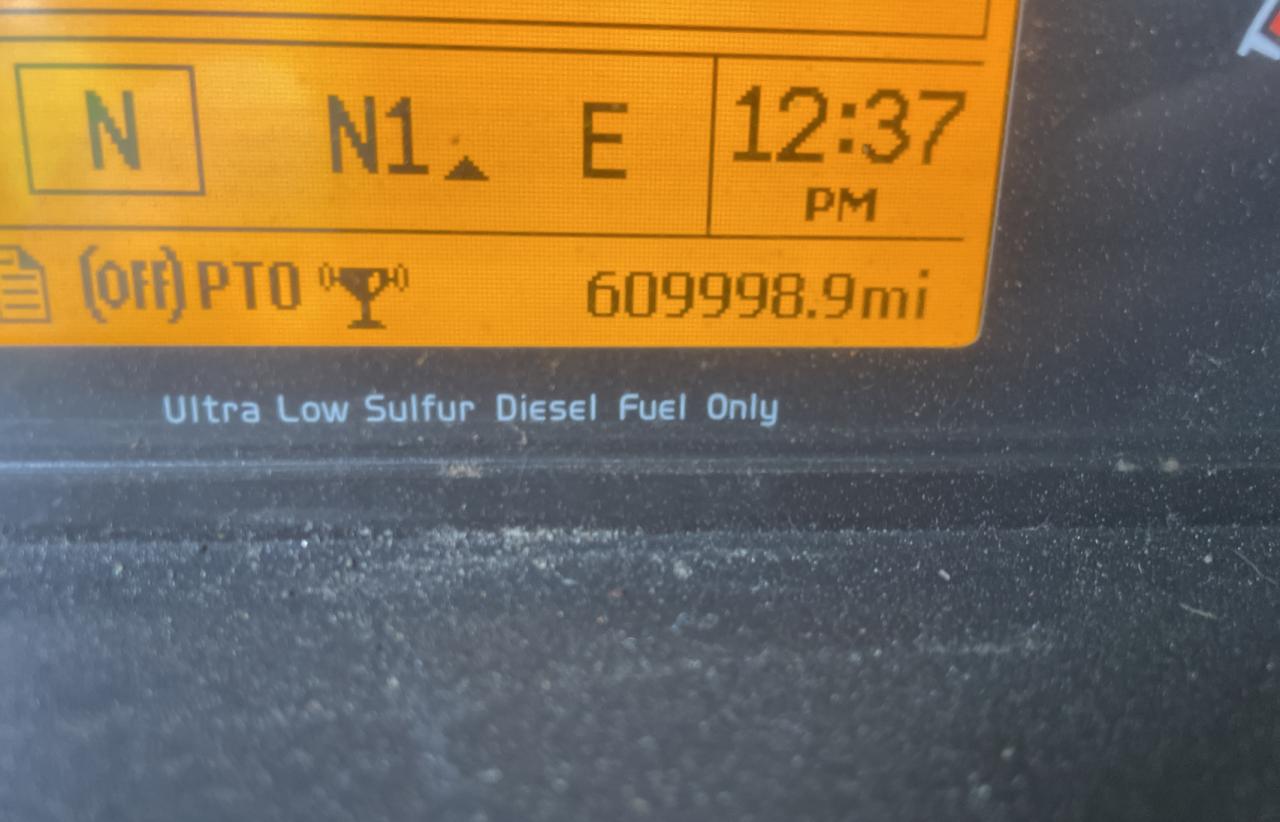 N N1 E 12:37
PM
(OFF) PTO 609998.9mi
Ultra Low Sulfur Diesel Fuel Only